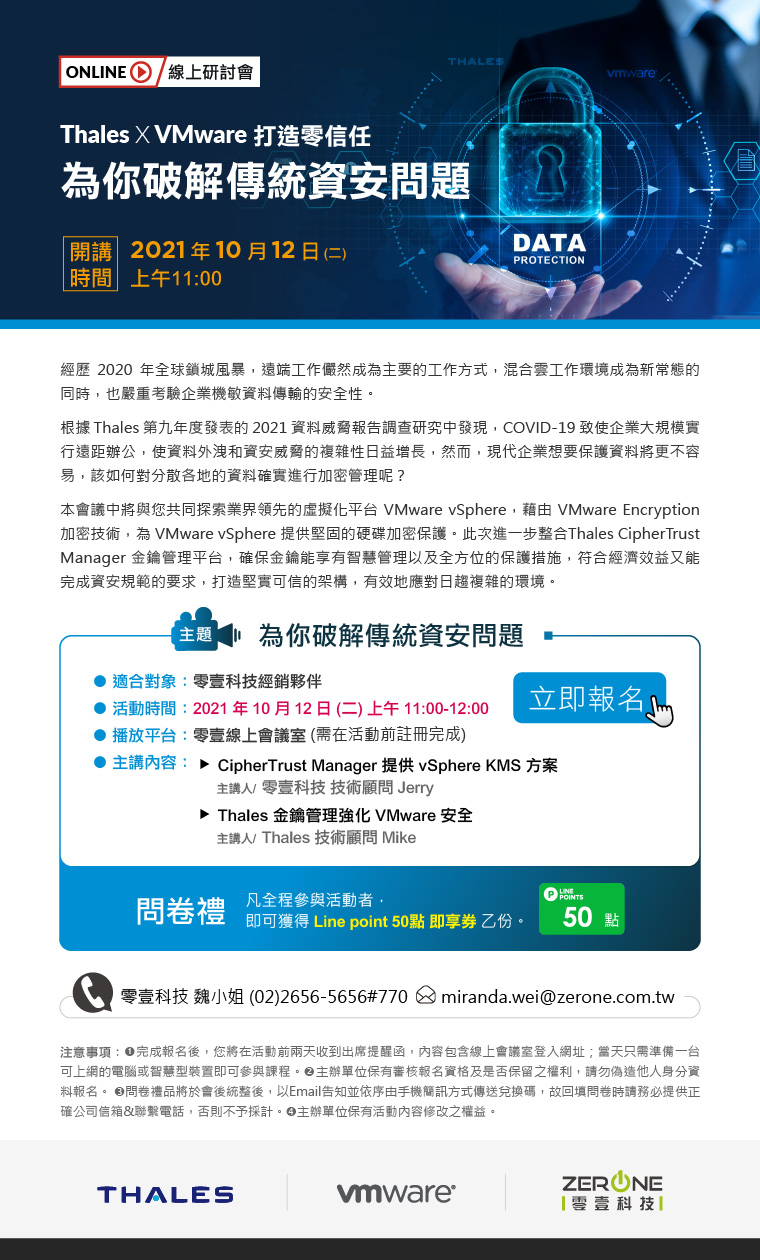 THALES
vmware
ONLINE 線上研討會
Thales X VMware 打造零信任
為你破解傳統資安問題
開講時間
2021 年 10 月 12 日 (二)
上午11:00
DATA
PROTECTION
經歷 2020 年全球鎖城風暴，遠端工作儼然成為主要的工作方式，混合雲工作環境成為新常態的
同時，也嚴重考驗企業機敏資料傳輸的安全性。
根據 Thales 第九年度發表的 2021 資料威脅報告調查研究中發現，COVID-19 致使企業大規模實
行遠距辦公，使資料外洩和資安威脅的複雜性日益增長，然而，現代企業想要保護資料將更不容
易，該如何對分散各地的資料確實進行加密管理呢？
本會議中將與您共同探索業界領先的虛擬化平台 VMware vSphere，藉由 VMware Encryption
加密技術，為 VMware vSphere 提供堅固的硬碟加密保護。此次進一步整合Thales CipherTrust
Manager 金鑰管理平台，確保金鑰能享有智慧管理以及全方位的保護措施，符合經濟效益又能
完成資安規範的要求，打造堅實可信的架構，有效地應對日趨複雜的環境。
主題 為你破解傳統資安問題
● 適合對象：零壹科技經銷夥伴
● 活動時間：2021 年 10 月 12 日 (二) 上午 11:00-12:00
● 播放平台：零壹線上會議室 (需在活動前註冊完成)
● 主講內容：▶ CipherTrust Manager 提供 vSphere KMS 方案
主講人/ 零壹科技 技術顧問 Jerry
▶ Thales 金鑰管理強化 VMware 安全
主講人/ Thales 技術顧問 Mike
立即報名
問卷禮
凡全程參與活動者，
即可獲得 Line point 50點 即享券 乙份。
P LINE POINTS
50 點
零壹科技 魏小姐 (02)2656-5656#770 miranda.wei@zerone.com.tw
注意事項：❶完成報名後，您將在活動前兩天收到出席提醒函，內容包含線上會議室登入網址；當天只需準備一台
可上網的電腦或智慧型裝置即可參與課程。❷主辦單位保有審核報名資格及是否保留之權利，請勿偽造他人身分資
料報名。 ❸問卷禮品將於會後統整後，以Email告知並依序由手機簡訊方式傳送兌換碼，故回填問卷時請務必提供正
確公司信箱&聯繫電話，否則不予採計。❹主辦單位保有活動內容修改之權益。
THALES
vmware®
ZERONE
零壹科技